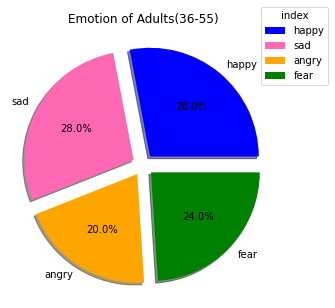 Emotion of Adults(36-55)
index
happy
sad
angry
fear
happy
28.0%
sad
28.0%
angry
20.0%
fear
24.0%